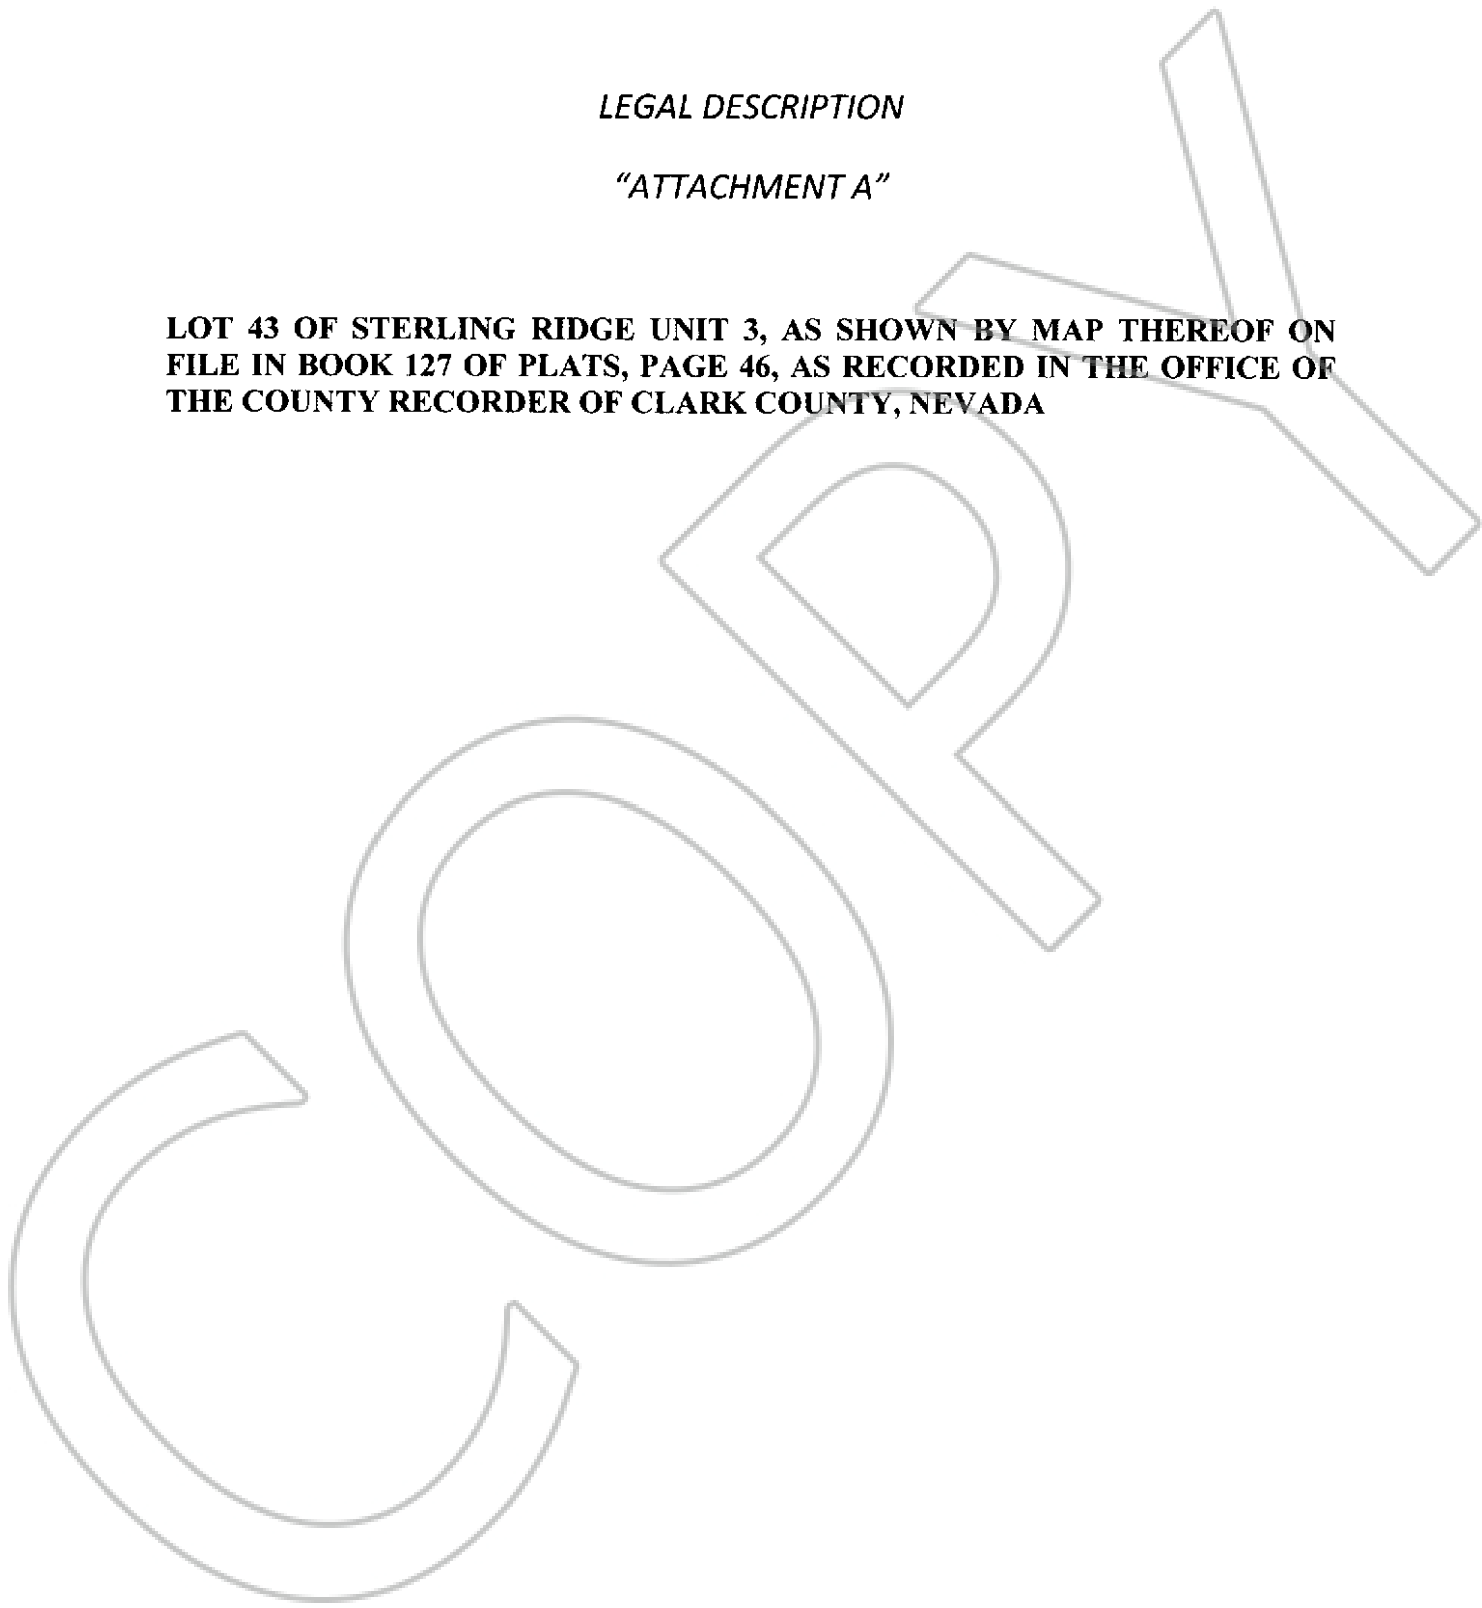 LEGAL DESCRIPTION
“ATTACHMENT A”
LOT 43 OF STERLING RIDGE UNIT 3, AS SHOWN BY MAP THEREOF ON
FILE IN BOOK 127 OF PLATS, PAGE 46, AS RECORDED IN THE OFFICE OF
THE COUNTY RECORDER OF CLARK COUNTY, NEVADA
COPY